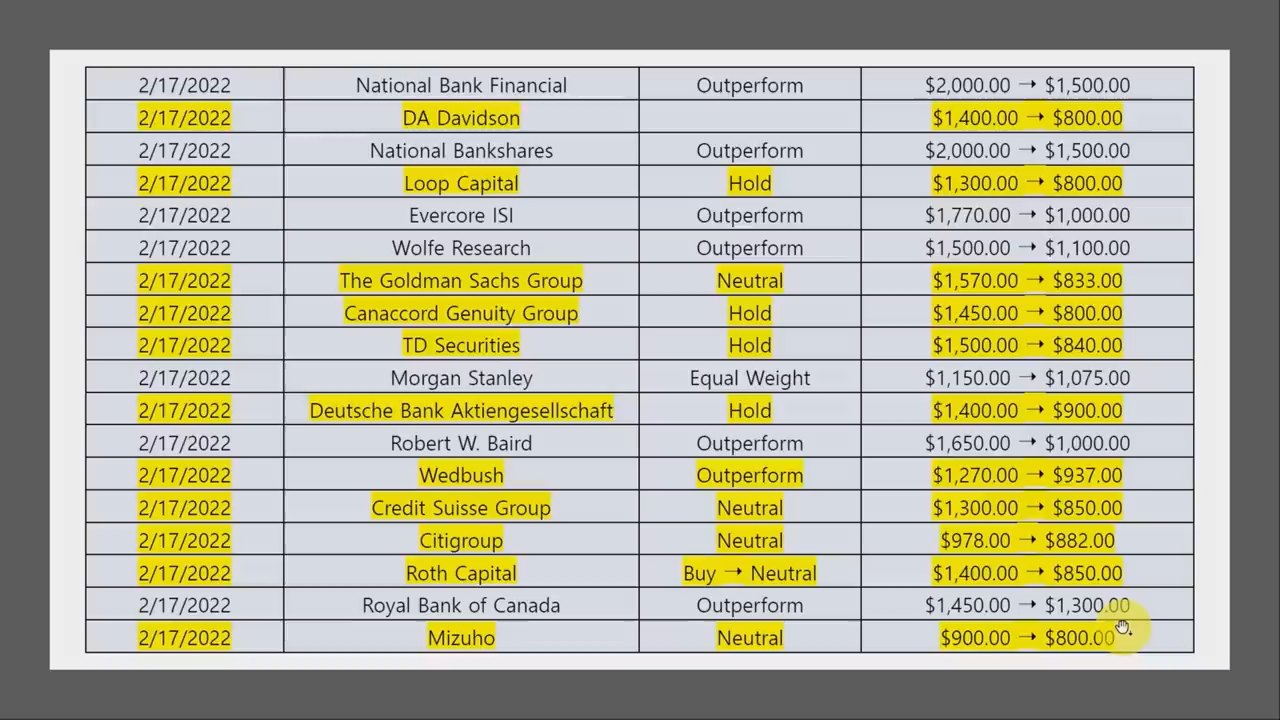 2/17/2022 National Bank Financial Outperform $2,000.00 → $1,500.00
2/17/2022 DA Davidson $1,400.00 → $800.00
2/17/2022 National Bankshares Outperform $2,000.00 → $1,500.00
2/17/2022 Loop Capital Hold $1,300.00 → $800.00
2/17/2022 Evercore ISI Outperform $1,770.00 → $1,000.00
2/17/2022 Wolfe Research Outperform $1,500.00 → $1,100.00
2/17/2022 The Goldman Sachs Group Neutral $1,570.00 → $833.00
2/17/2022 Canaccord Genuity Group Hold $1,450.00 → $800.00
2/17/2022 TD Securities Hold $1,500.00 → $840.00
2/17/2022 Morgan Stanley Equal Weight $1,150.00 → $1,075.00
2/17/2022 Deutsche Bank Aktiengesellschaft Hold $1,400.00 → $900.00
2/17/2022 Robert W. Baird Outperform $1,650.00 → $1,000.00
2/17/2022 Wedbush Outperform $1,270.00 → $937.00
2/17/2022 Credit Suisse Group Neutral $1,300.00 → $850.00
2/17/2022 Citigroup Neutral $978.00 → $882.00
2/17/2022 Roth Capital Buy → Neutral $1,400.00 → $850.00
2/17/2022 Royal Bank of Canada Outperform $1,450.00 → $1,300.00
2/17/2022 Mizuho Neutral $900.00 → $800.00